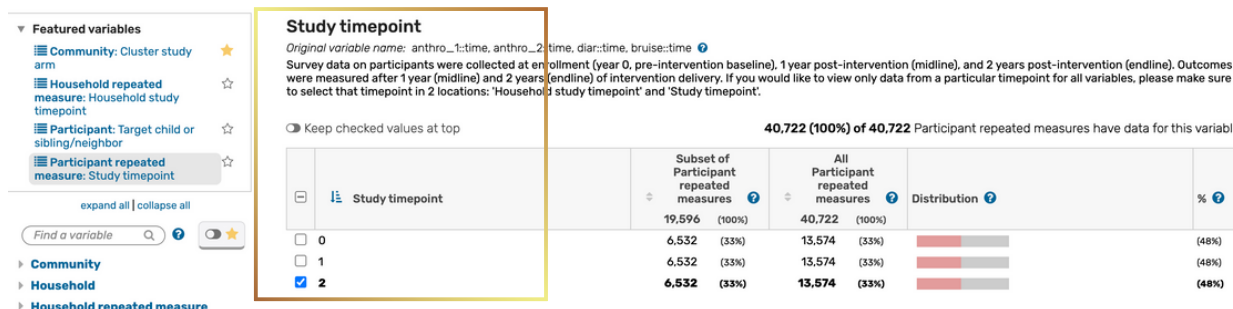 Featured variables
Community: Cluster study
arm
Household repeated
measure: Household study
timepoint
Participant: Target child or
sibling/neighbor
Participant repeated
measure: Study timepoint
expand all | collapse all
Find a variable
Community
Household
Household repeated measure
Study timepoint
Original variable name: anthro_1::time, anthro_2::time, diar::time, bruise::time
Survey data on participants were collected at enrollment (year 0, pre-intervention baseline), 1 year post-intervention (midline), and 2 years post-intervention (endline). Outcomes
were measured after 1 year (midline) and 2 years (endline) of intervention delivery. If you would like to view only data from a particular timepoint for all variables, please make sure
to select that timepoint in 2 locations: 'Household study timepoint' and 'Study timepoint'.
Keep checked values at top
40,722 (100%) of 40,722 Participant repeated measures have data for this variabl
Study timepoint
Subset of
Participant
repeated
measures
19,596 (100%)
All
Participant
repeated
measures
40,722 (100%)
Distribution
%
0 6,532 (33%) 13,574 (33%) (48%)
1 6,532 (33%) 13,574 (33%) (48%)
2 6,532 (33%) 13,574 (33%) (48%)